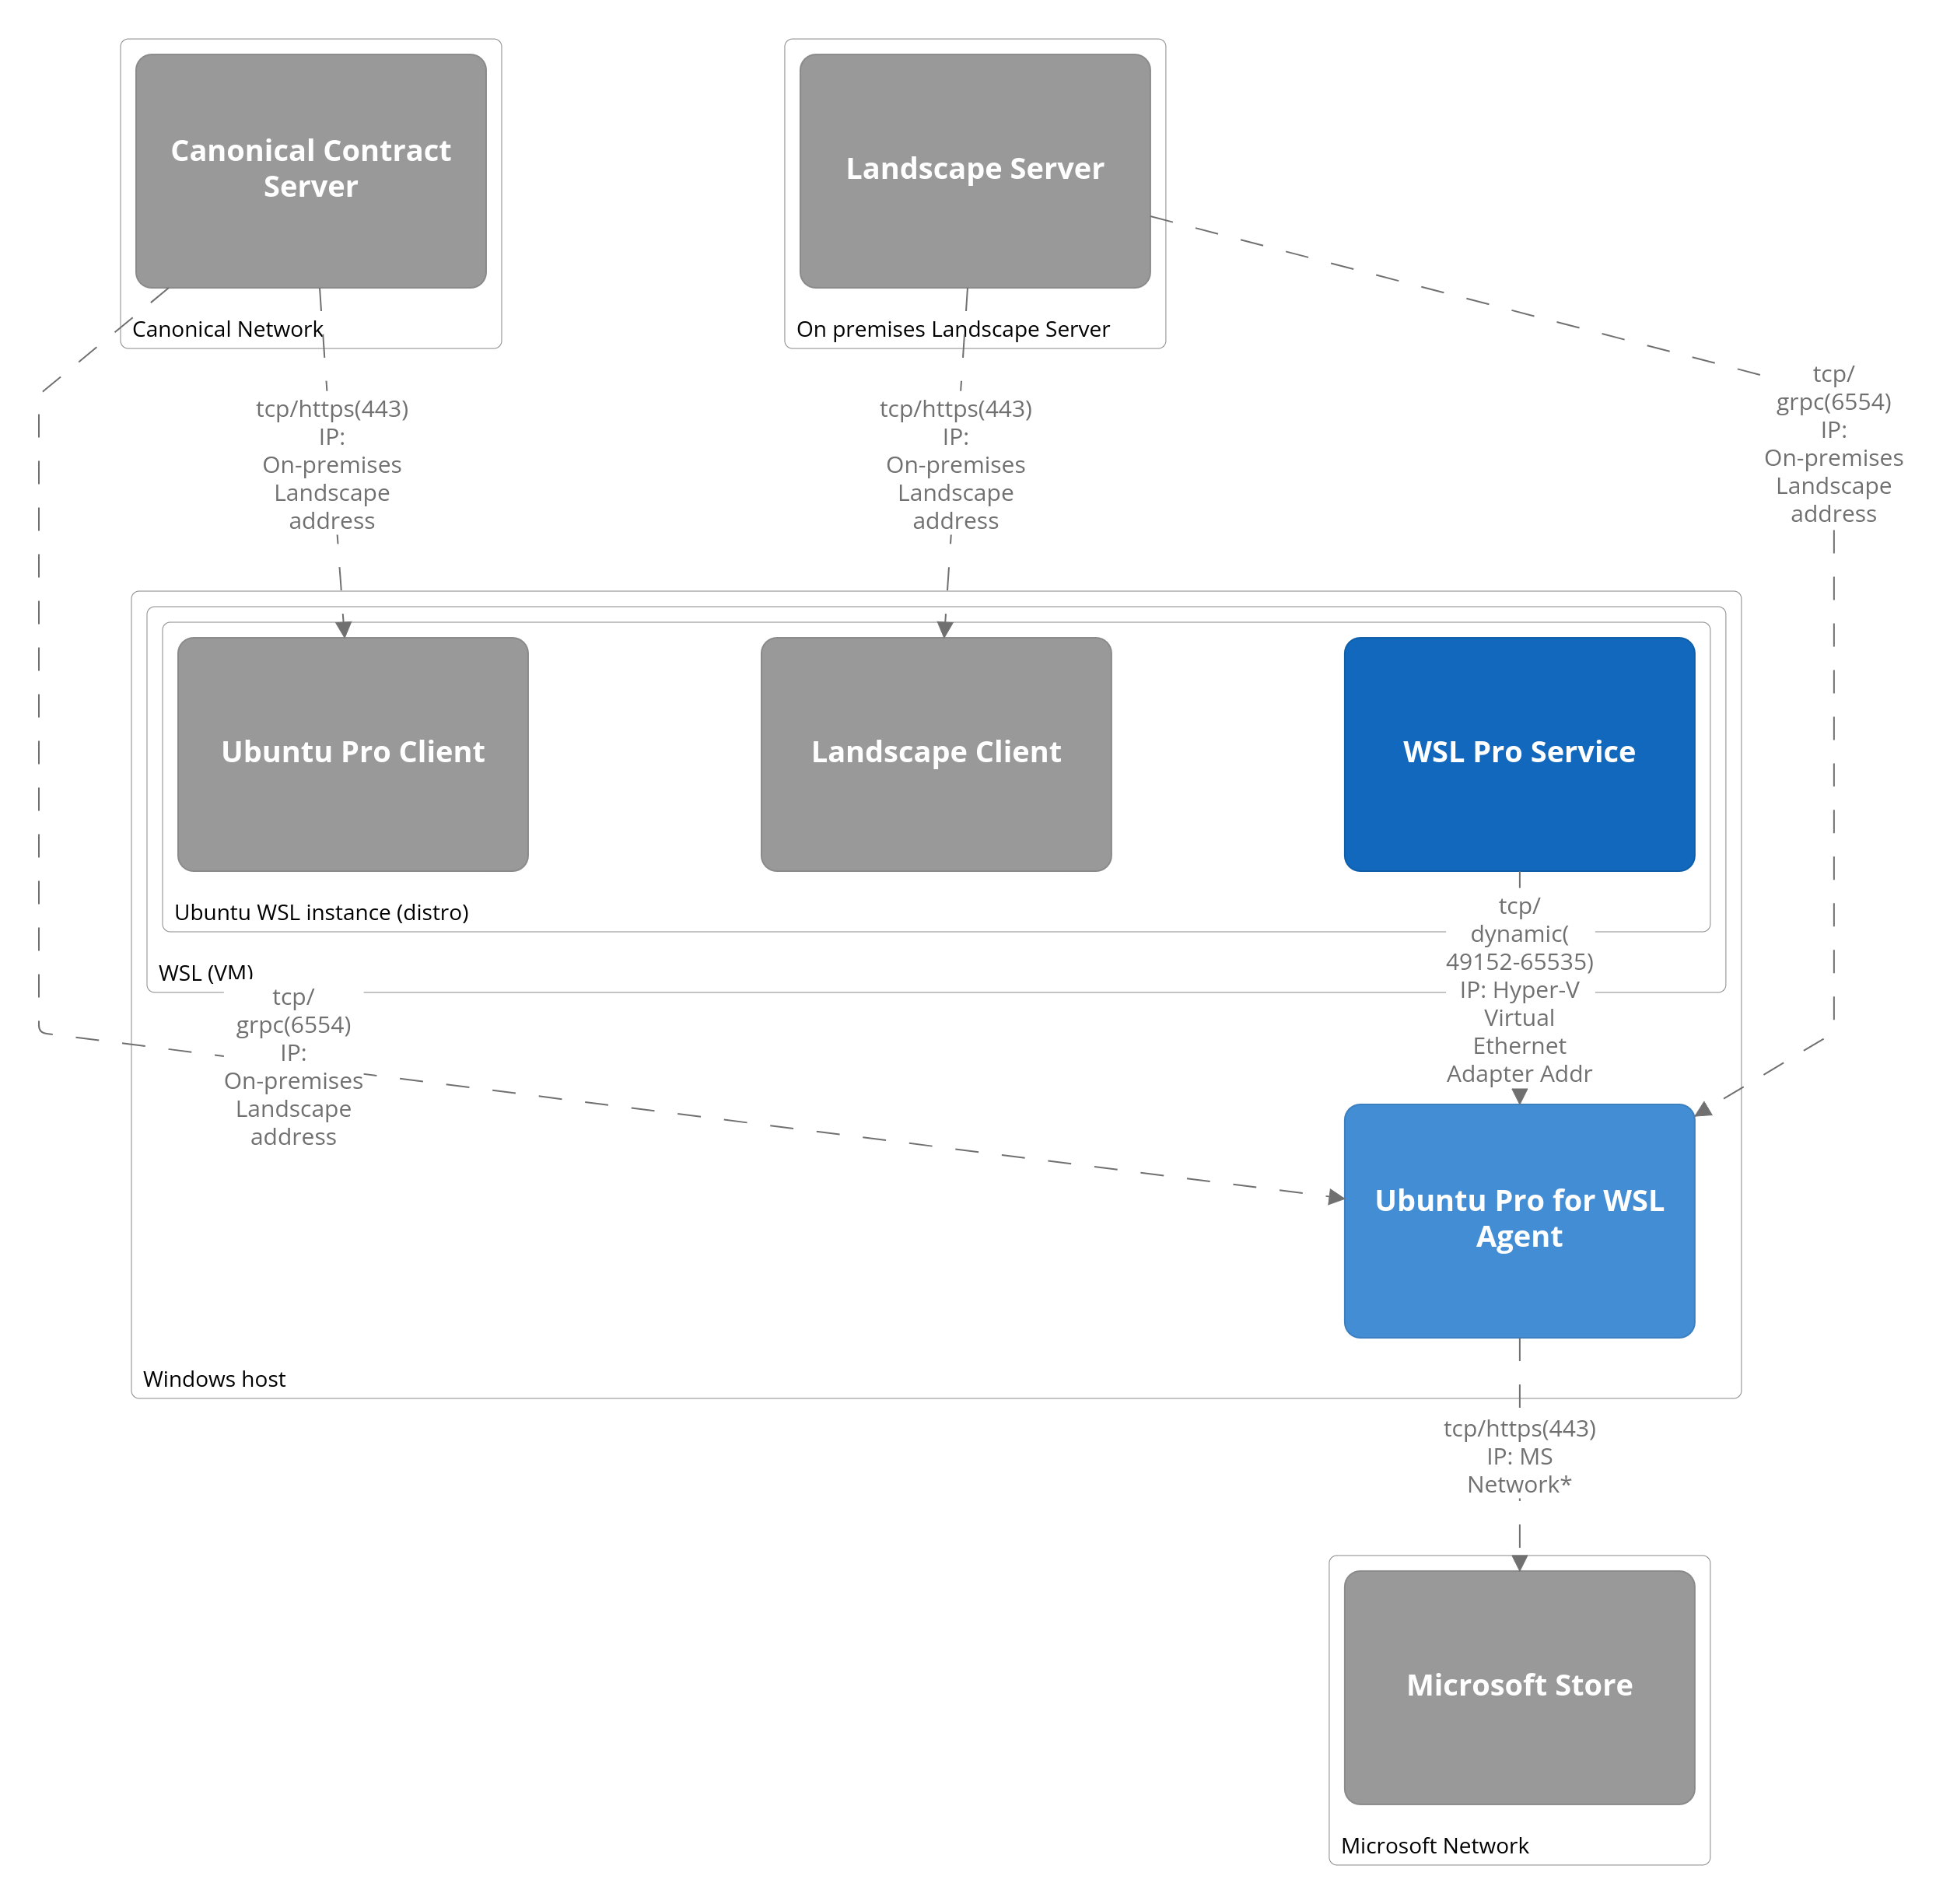 Canonical Contract
Server
Canonical Network
Landscape Server
On premises Landscape Server
tcp/https(443)
IP:
On-premises
Landscape
address
tcp/https(443)
IP:
On-premises
Landscape
address
tcp/
grpc(6554)
IP:
On-premises
Landscape
address
Ubuntu Pro Client
Landscape Client
WSL Pro Service
Ubuntu WSL instance (distro)
WSL (VM)
tcp/
dynamic(
49152-65535)
IP: Hyper-V
Virtual
Ethernet
Adapter Addr
tcp/
grpc(6554)
IP:
On-premises
Landscape
address
Ubuntu Pro for WSL
Agent
Windows host
tcp/https(443)
IP: MS
Network*
Microsoft Store
Microsoft Network